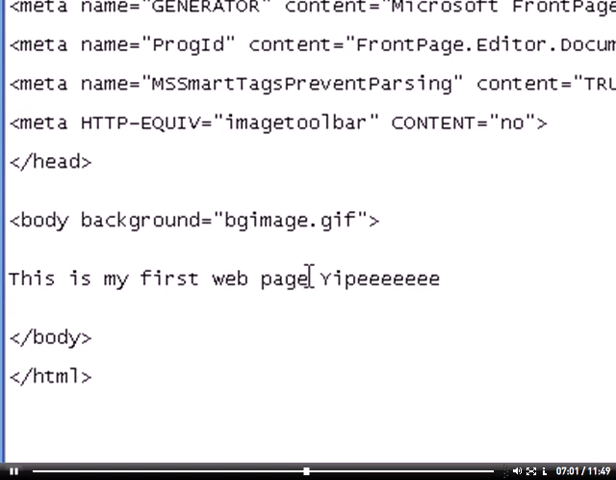 <meta name="GENERATOR" content="Microsoft FrontPage
<meta name="ProgId" content="FrontPage.Editor.Docum
<meta name="MSSmartTagsPreventParsing" content="TRU
<meta HTTP-EQUIV="imagetoolbar" CONTENT="no">
</head>
<body background="bgimage.gif">
This is my first web page Yipeeeeeee
</body>
</html>
07:01 / 11:49